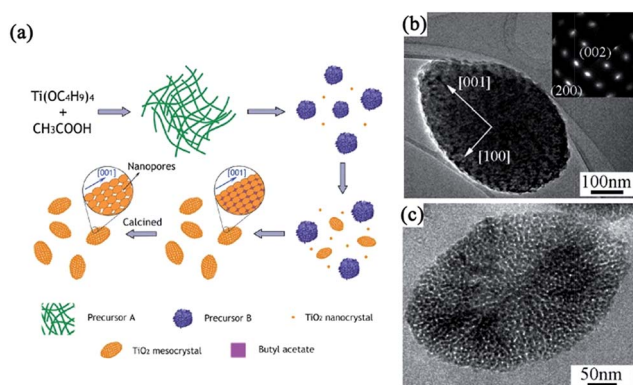 (a)
Ti(OC4H9)4
+
CH3COOH
[001]
Nanopores
[001]
Calcined
Precursor A
Precursor B
TiO2 nanocrystal
TiO2 mesocrystal
Butyl acetate
(b)
(002)
(200)
[001]
[100]
100nm
(c)
50nm